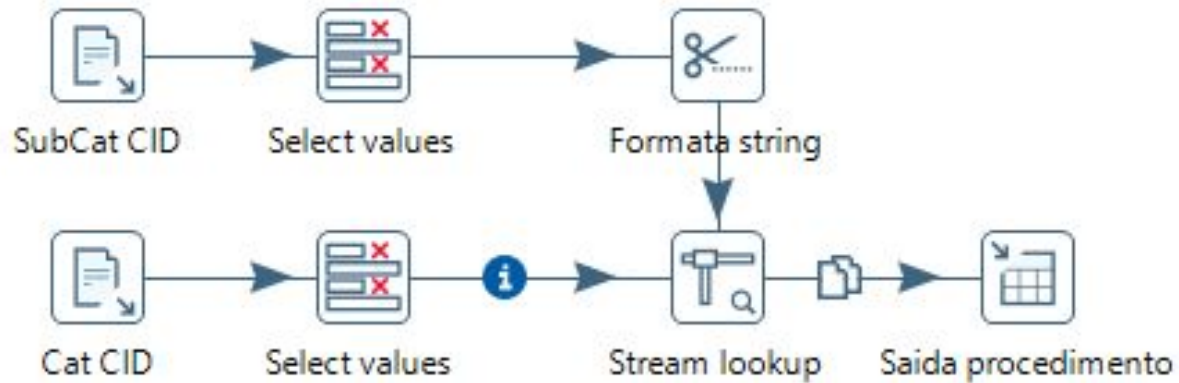 SubCat CID
Select values
Formata string
Cat CID
Select values
Stream lookup
Saida procedimento